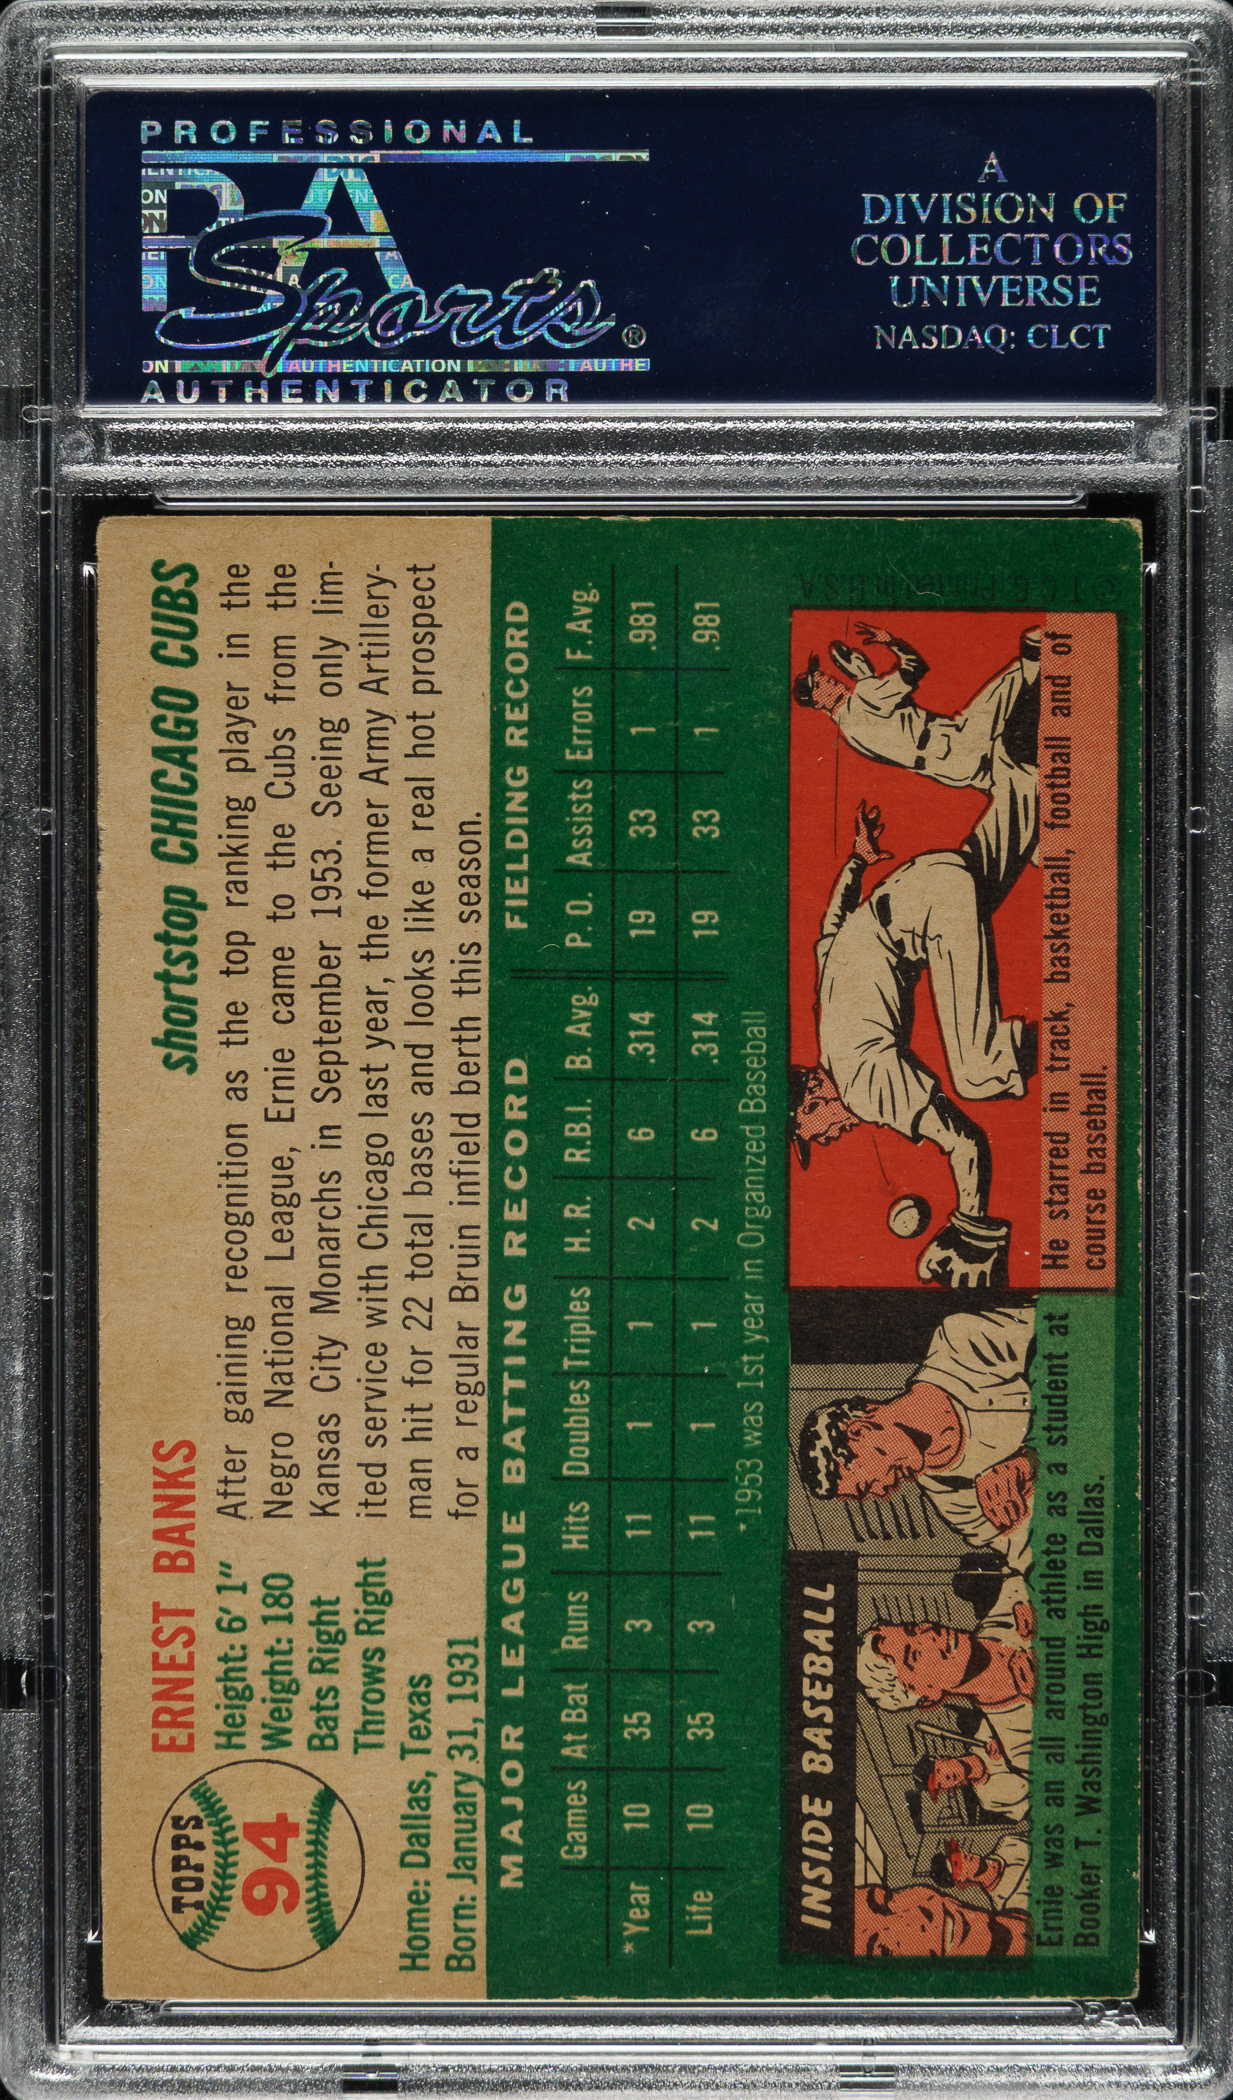 PROFESSIONAL
PSA
Sports®
AUTHENTICATION
AUTHENTICATOR
A
DIVISION OF
COLLECTORS
UNIVERSE
NASDAQ: CLCT
TOPPS
94
ERNEST BANKS
shortstop CHICAGO CUBS
Height: 6' 1"
Weight: 180
Bats Right
Throws Right
Home: Dallas, Texas
Born: January 31, 1931
After gaining recognition as the top ranking player in the
Negro National League, Ernie came to the Cubs from the
Kansas City Monarchs in September 1953. Seeing only lim-
ited service with Chicago last year, the former Army Artillery-
man hit for 22 total bases and looks like a real hot prospect
for a regular Bruin infield berth this season.
MAJOR LEAGUE BATTING RECORD FIELDING RECORD
Games At Bat Runs Hits Doubles Triples H.R. R.B.I. B. Avg. P. O. Assists Errors F. Avg.
*Year 10 35 3 11 1 1 2 6 .314 19 33 1 .981
Life 10 35 3 11 1 1 2 6 .314 19 33 1 .981
*1953 was 1st year in Organized Baseball
INSIDE BASEBALL
Ernie was an all around athlete as a student at
Booker T. Washington High in Dallas.
He starred in track, basketball, football and of
course baseball.
© T.C.G. Printed in U.S.A.
PSA